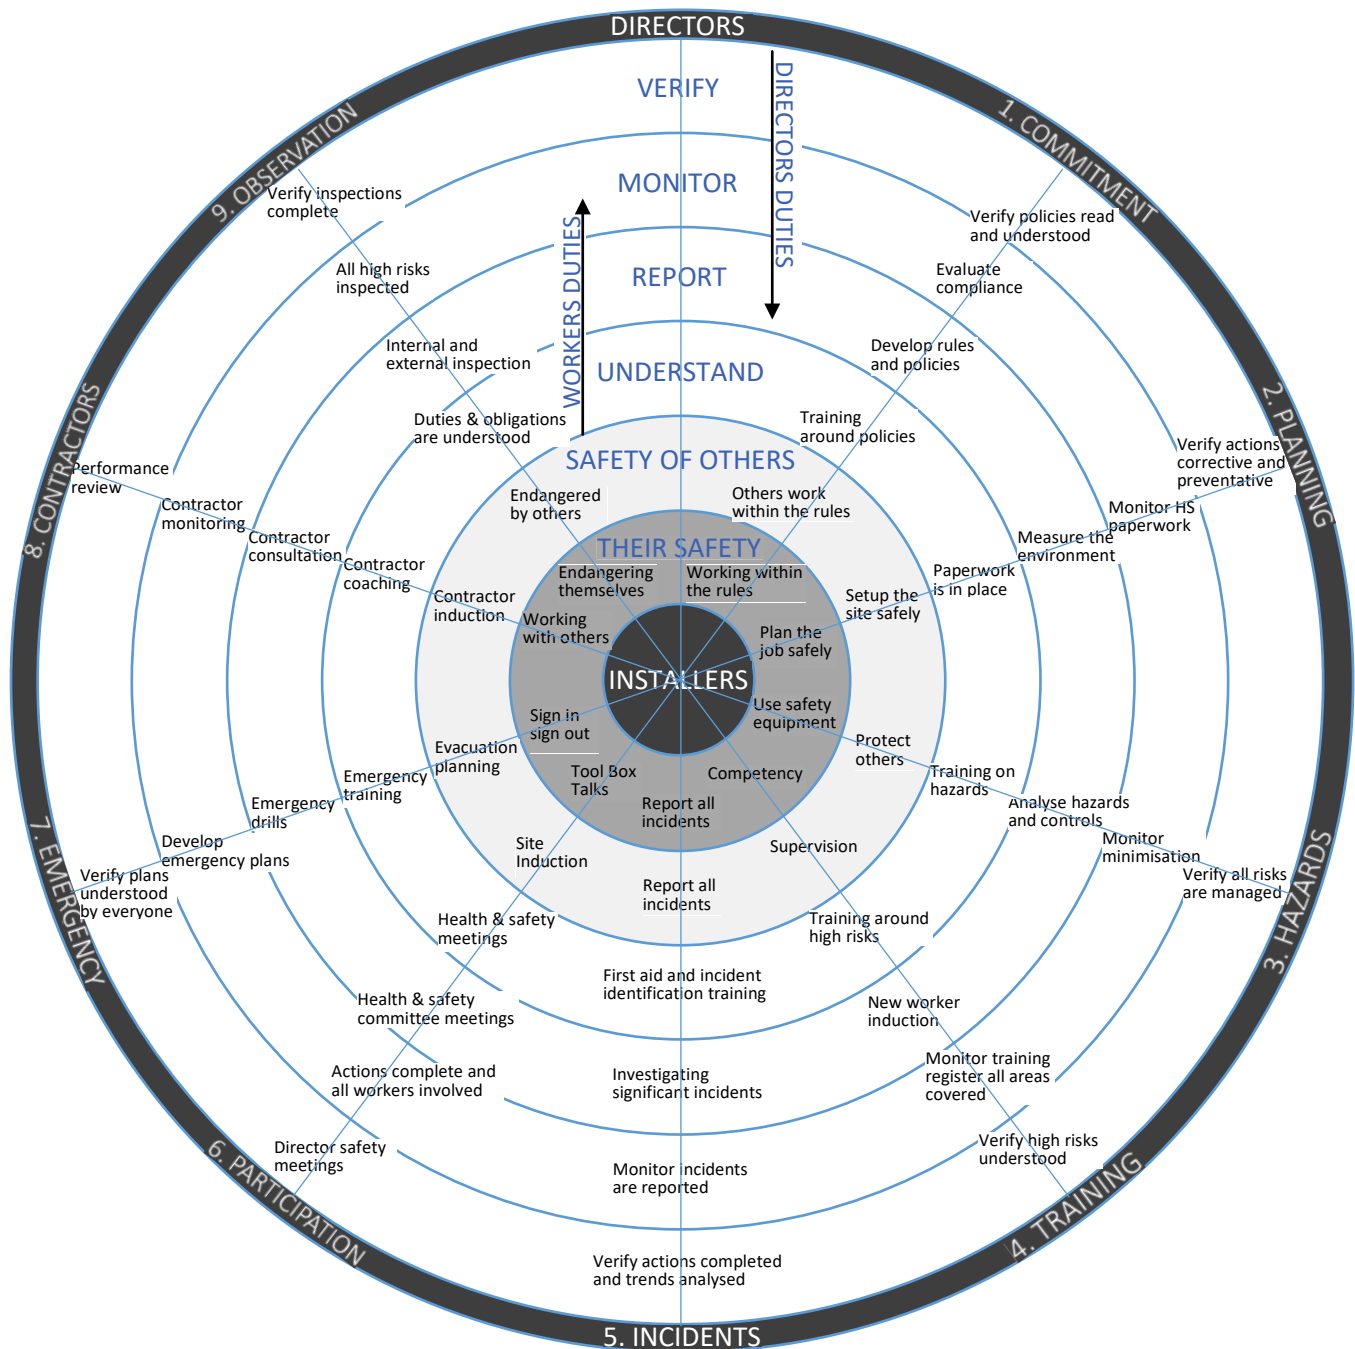 DIRECTORS
VERIFY
MONITOR
REPORT
UNDERSTAND
SAFETY OF OTHERS
THEIR SAFETY
INSTALLERS
DIRECTORS DUTIES
WORKERS DUTIES
1. COMMITMENT
Verify policies read
and understood
Evaluate
compliance
Develop rules
and policies
Training
around policies
Others work
within the rules
Working within
the rules
2. PLANNING
Verify actions
corrective and
preventative
Monitor HS
paperwork
Measure the
environment
Paperwork
is in place
Setup the
site safely
Plan the
job safely
3. HAZARDS
Verify all risks
are managed
Monitor
minimisation
Analyse hazards
and controls
Training on
hazards
Protect
others
Use safety
equipment
4. TRAINING
Verify high risks
understood
Monitor training
register all areas
covered
New worker
induction
Training around
high risks
Supervision
Competency
5. INCIDENTS
Verify actions completed
and trends analysed
Monitor incidents
are reported
Investigating
significant incidents
First aid and incident
identification training
Report all
incidents
Report all
incidents
6. PARTICIPATION
Director safety
meetings
Actions complete and
all workers involved
Health & safety
committee meetings
Health & safety
meetings
Site
Induction
Tool Box
Talks
7. EMERGENCY
Verify plans
understood
by everyone
Develop
emergency plans
Emergency
drills
Emergency
training
Evacuation
planning
Sign in
sign out
8. CONTRACTORS
Performance
review
Contractor
monitoring
Contractor
consultation
Contractor
coaching
Contractor
induction
Working
with others
9. OBSERVATION
Verify inspections
complete
All high risks
inspected
Internal and
external inspection
Duties & obligations
are understood
Endangered
by others
Endangering
themselves